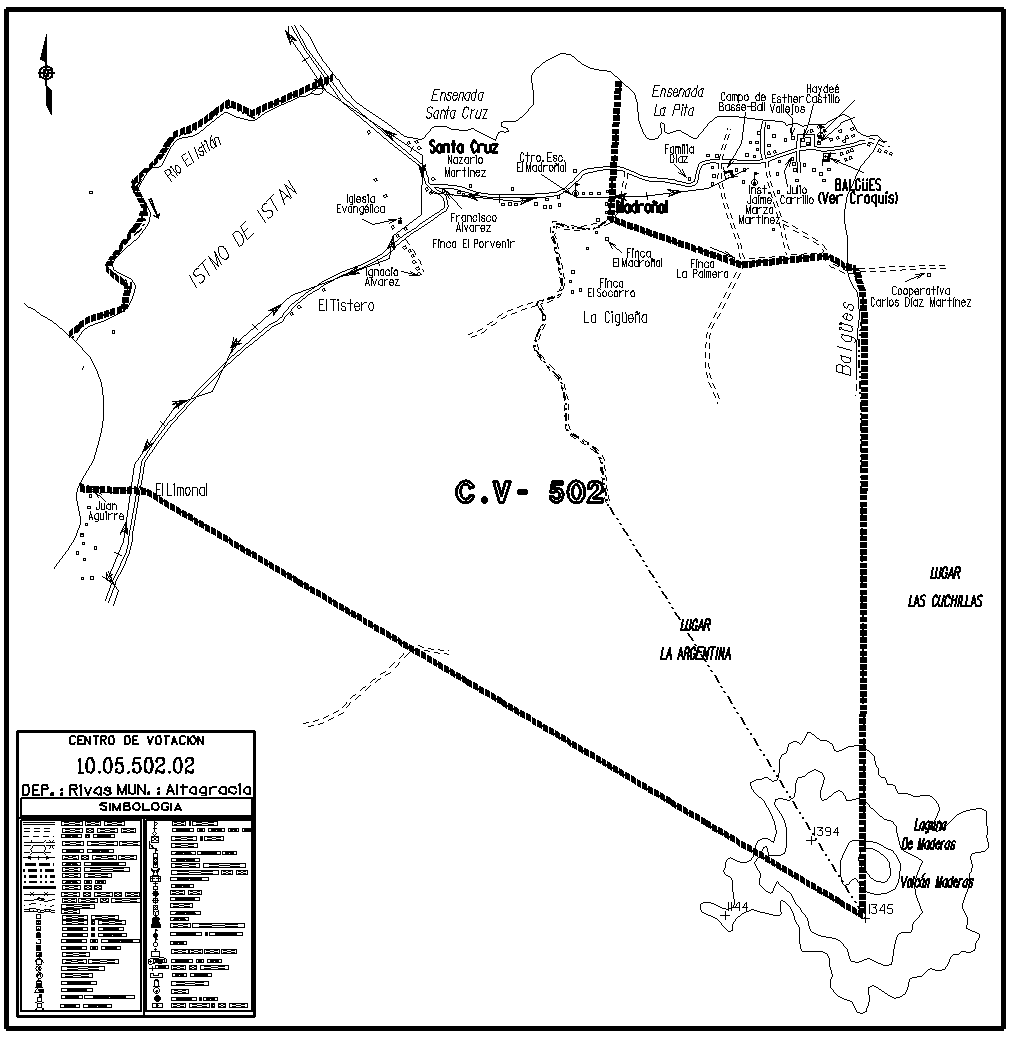 Ensenada
Santa Cruz
Ensenada
La Pita
Campo de
Basse-Ball
Esther
Vallejos
Haydeé
Castillo
Rio El Istián
Santa Cruz
Nazario
Martinez
Ctro. Esc.
El Madroñal
Familia
Diaz
BALGÜES
(Ver Croquis)
Inst.
Jaime
Marza
Martinez
Julio
Carrillo
ISTMO DE ISTAN
Iglesia
Evangélica
Madroñal
Francisco
Alvarez
Finca El Porvenir
Finca
El Madroñal
Finca
La Palmera
Ignacio
Alvarez
Finca
El Socorro
Cooperativa
Carlos Díaz Martínez
El Tistero
La Cigüeña
Balgües
C.V- 502
El Limonal
Juan
Aguirre
LUGAR
LAS CUCHILLAS
LUGAR
LA ARGENTINA
CENTRO DE VOTACION
10.05.502.02
DEP. : Rivas MUN. : Altagracia
SIMBOLOGIA
1394
Laguna
De Maderas
Volcán Maderas
1144
1345